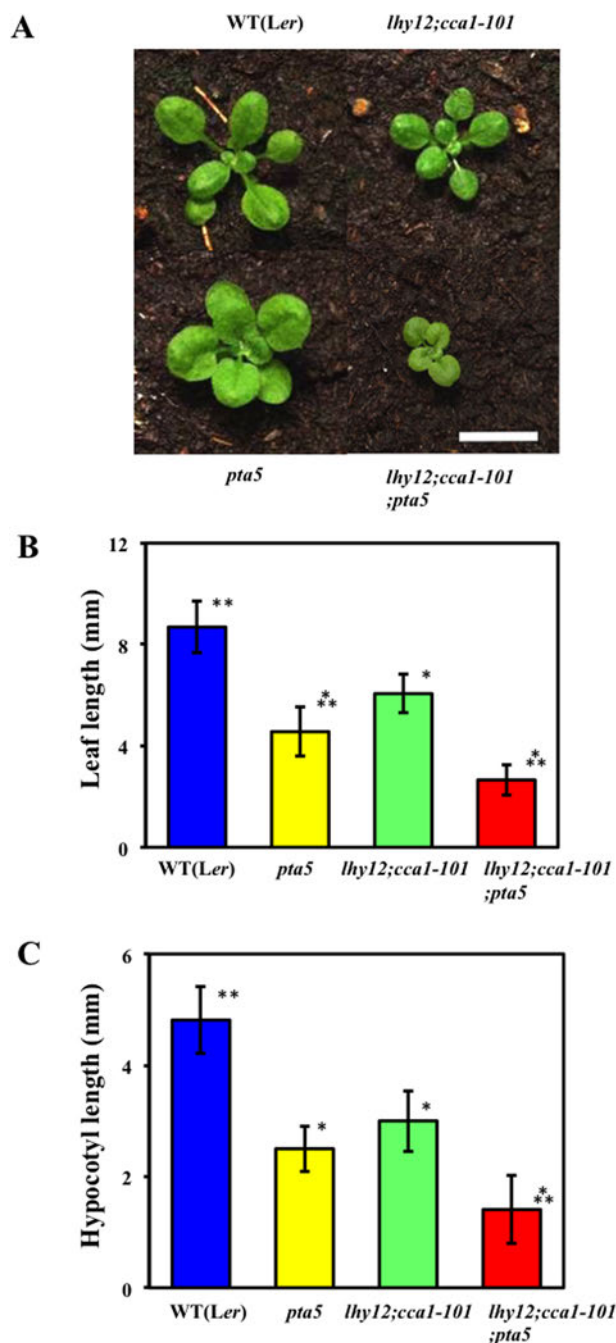 A
WT(Ler) lhy12;cca1-101
pta5 lhy12;cca1-101
;pta5
B
Leaf length (mm)
12
8
4
0
**
*
**
*
*
**
WT(Ler) pta5 lhy12;cca1-101 lhy12;cca1-101
;pta5
C
Hypocotyl length (mm)
6
4
2
0
**
*
*
*
**
WT(Ler) pta5 lhy12;cca1-101 lhy12;cca1-101
;pta5